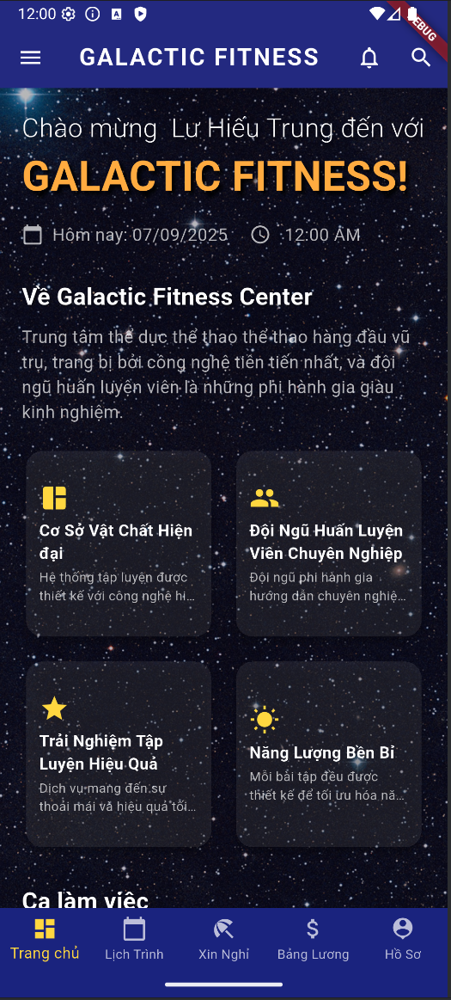 12:00
DEBUG
GALACTIC FITNESS
Chào mừng Lư Hiếu Trung đến với
GALACTIC FITNESS!
Hôm nay: 07/09/2025 12:00 AM
Về Galactic Fitness Center
Trung tâm thể dục thể thao thể thao hàng đầu vũ
trụ, trang bị bởi công nghệ tiên tiến nhất, và đội
ngũ huấn luyện viên là những phi hành gia giàu
kinh nghiệm.
Cơ Sở Vật Chất Hiện
đại
Hệ thống tập luyện được
thiết kế với công nghệ hi...
Đội Ngũ Huấn Luyện
Viên Chuyên Nghiệp
Đội ngũ phi hành gia
hướng dẫn chuyên nghiệ...
Trải Nghiệm Tập
Luyện Hiệu Quả
Dịch vụ mang đến sự
thoải mái và hiệu quả tối...
Năng Lượng Bền Bỉ
Mỗi bài tập đều được
thiết kế để tối ưu hóa nă...
Ca làm việc
Trang chủ
Lịch Trình
Xin Nghỉ
Bảng Lương
Hồ Sơ